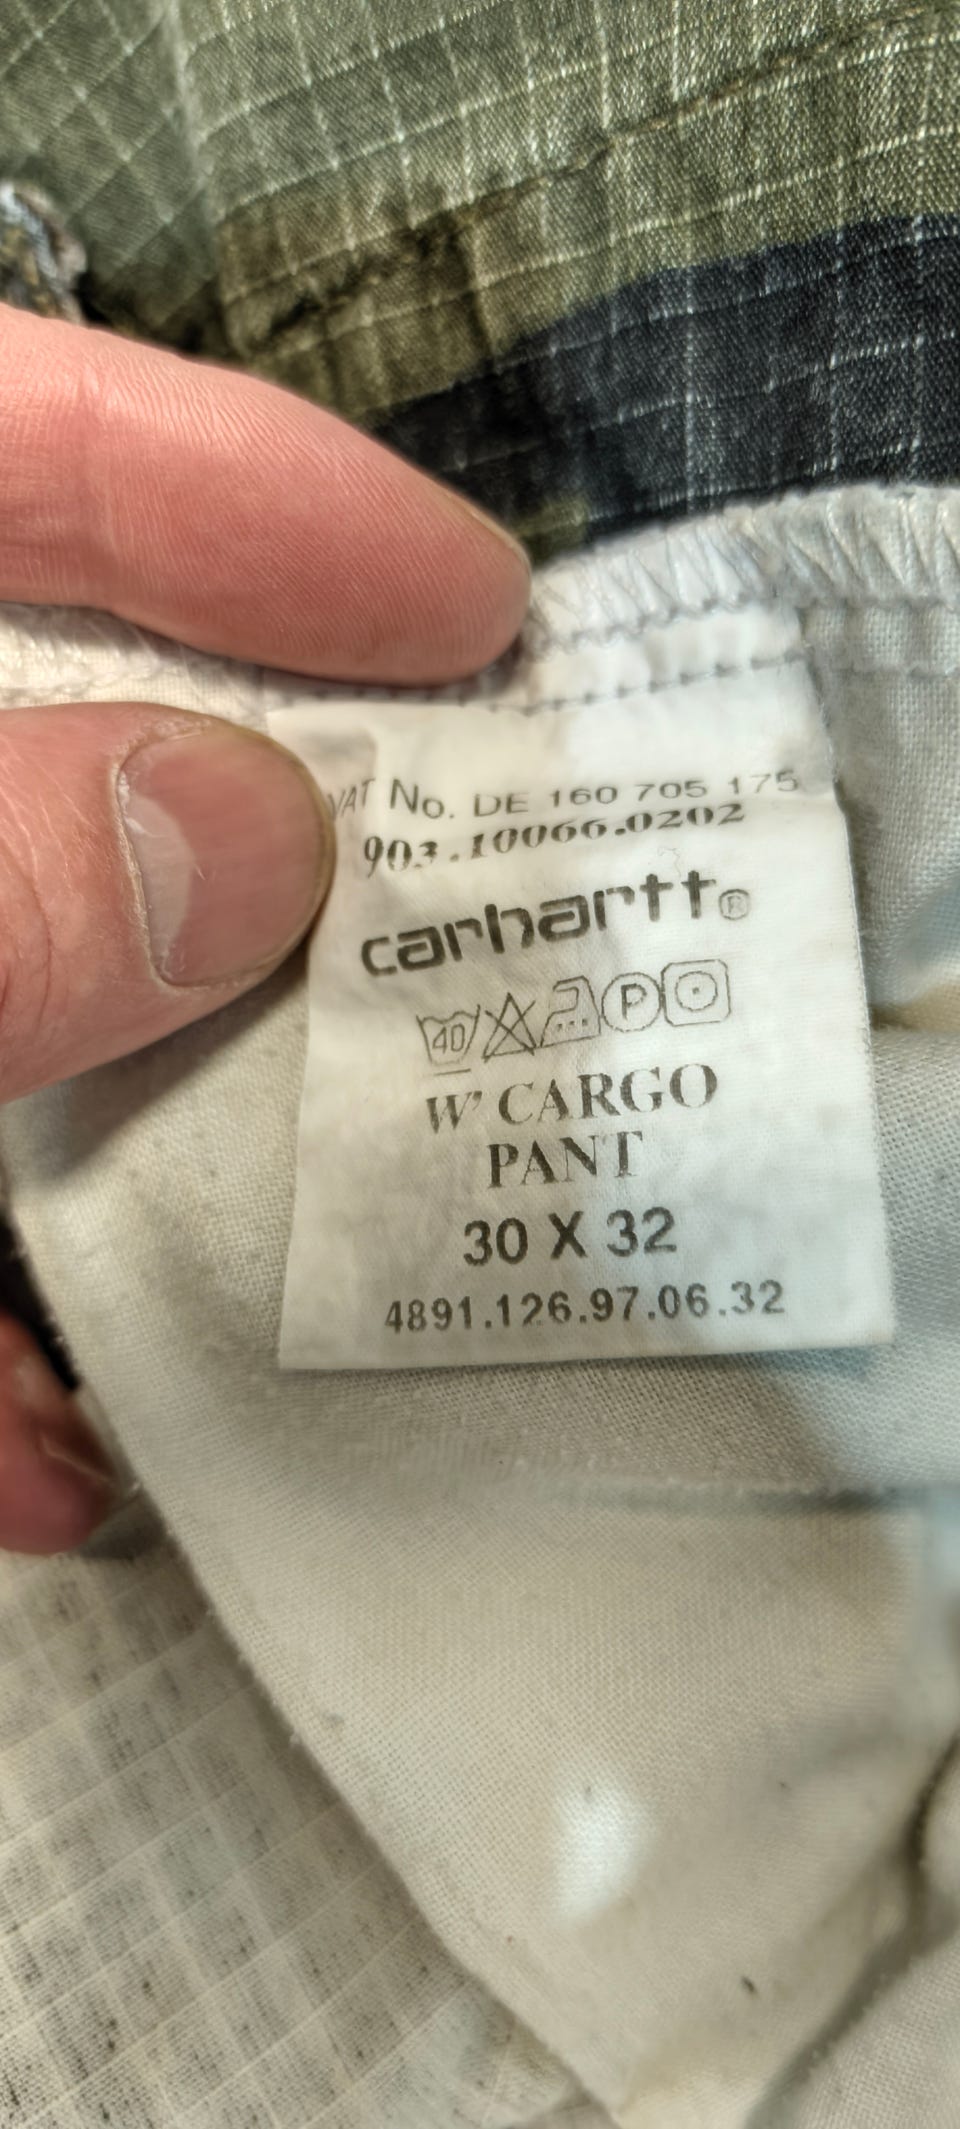 VAT No. DE 160 705 175
903.10066.0202
carhartt®
40 P
W' CARGO
PANT
30 X 32
4891.126.97.06.32